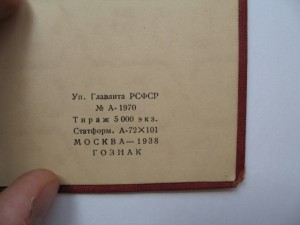 Уп. Главлита РСФСР
№ А-1970
Тираж 5 000 экз.
Статформ. А-72×101
МОСКВА—1938
ГОЗНАК